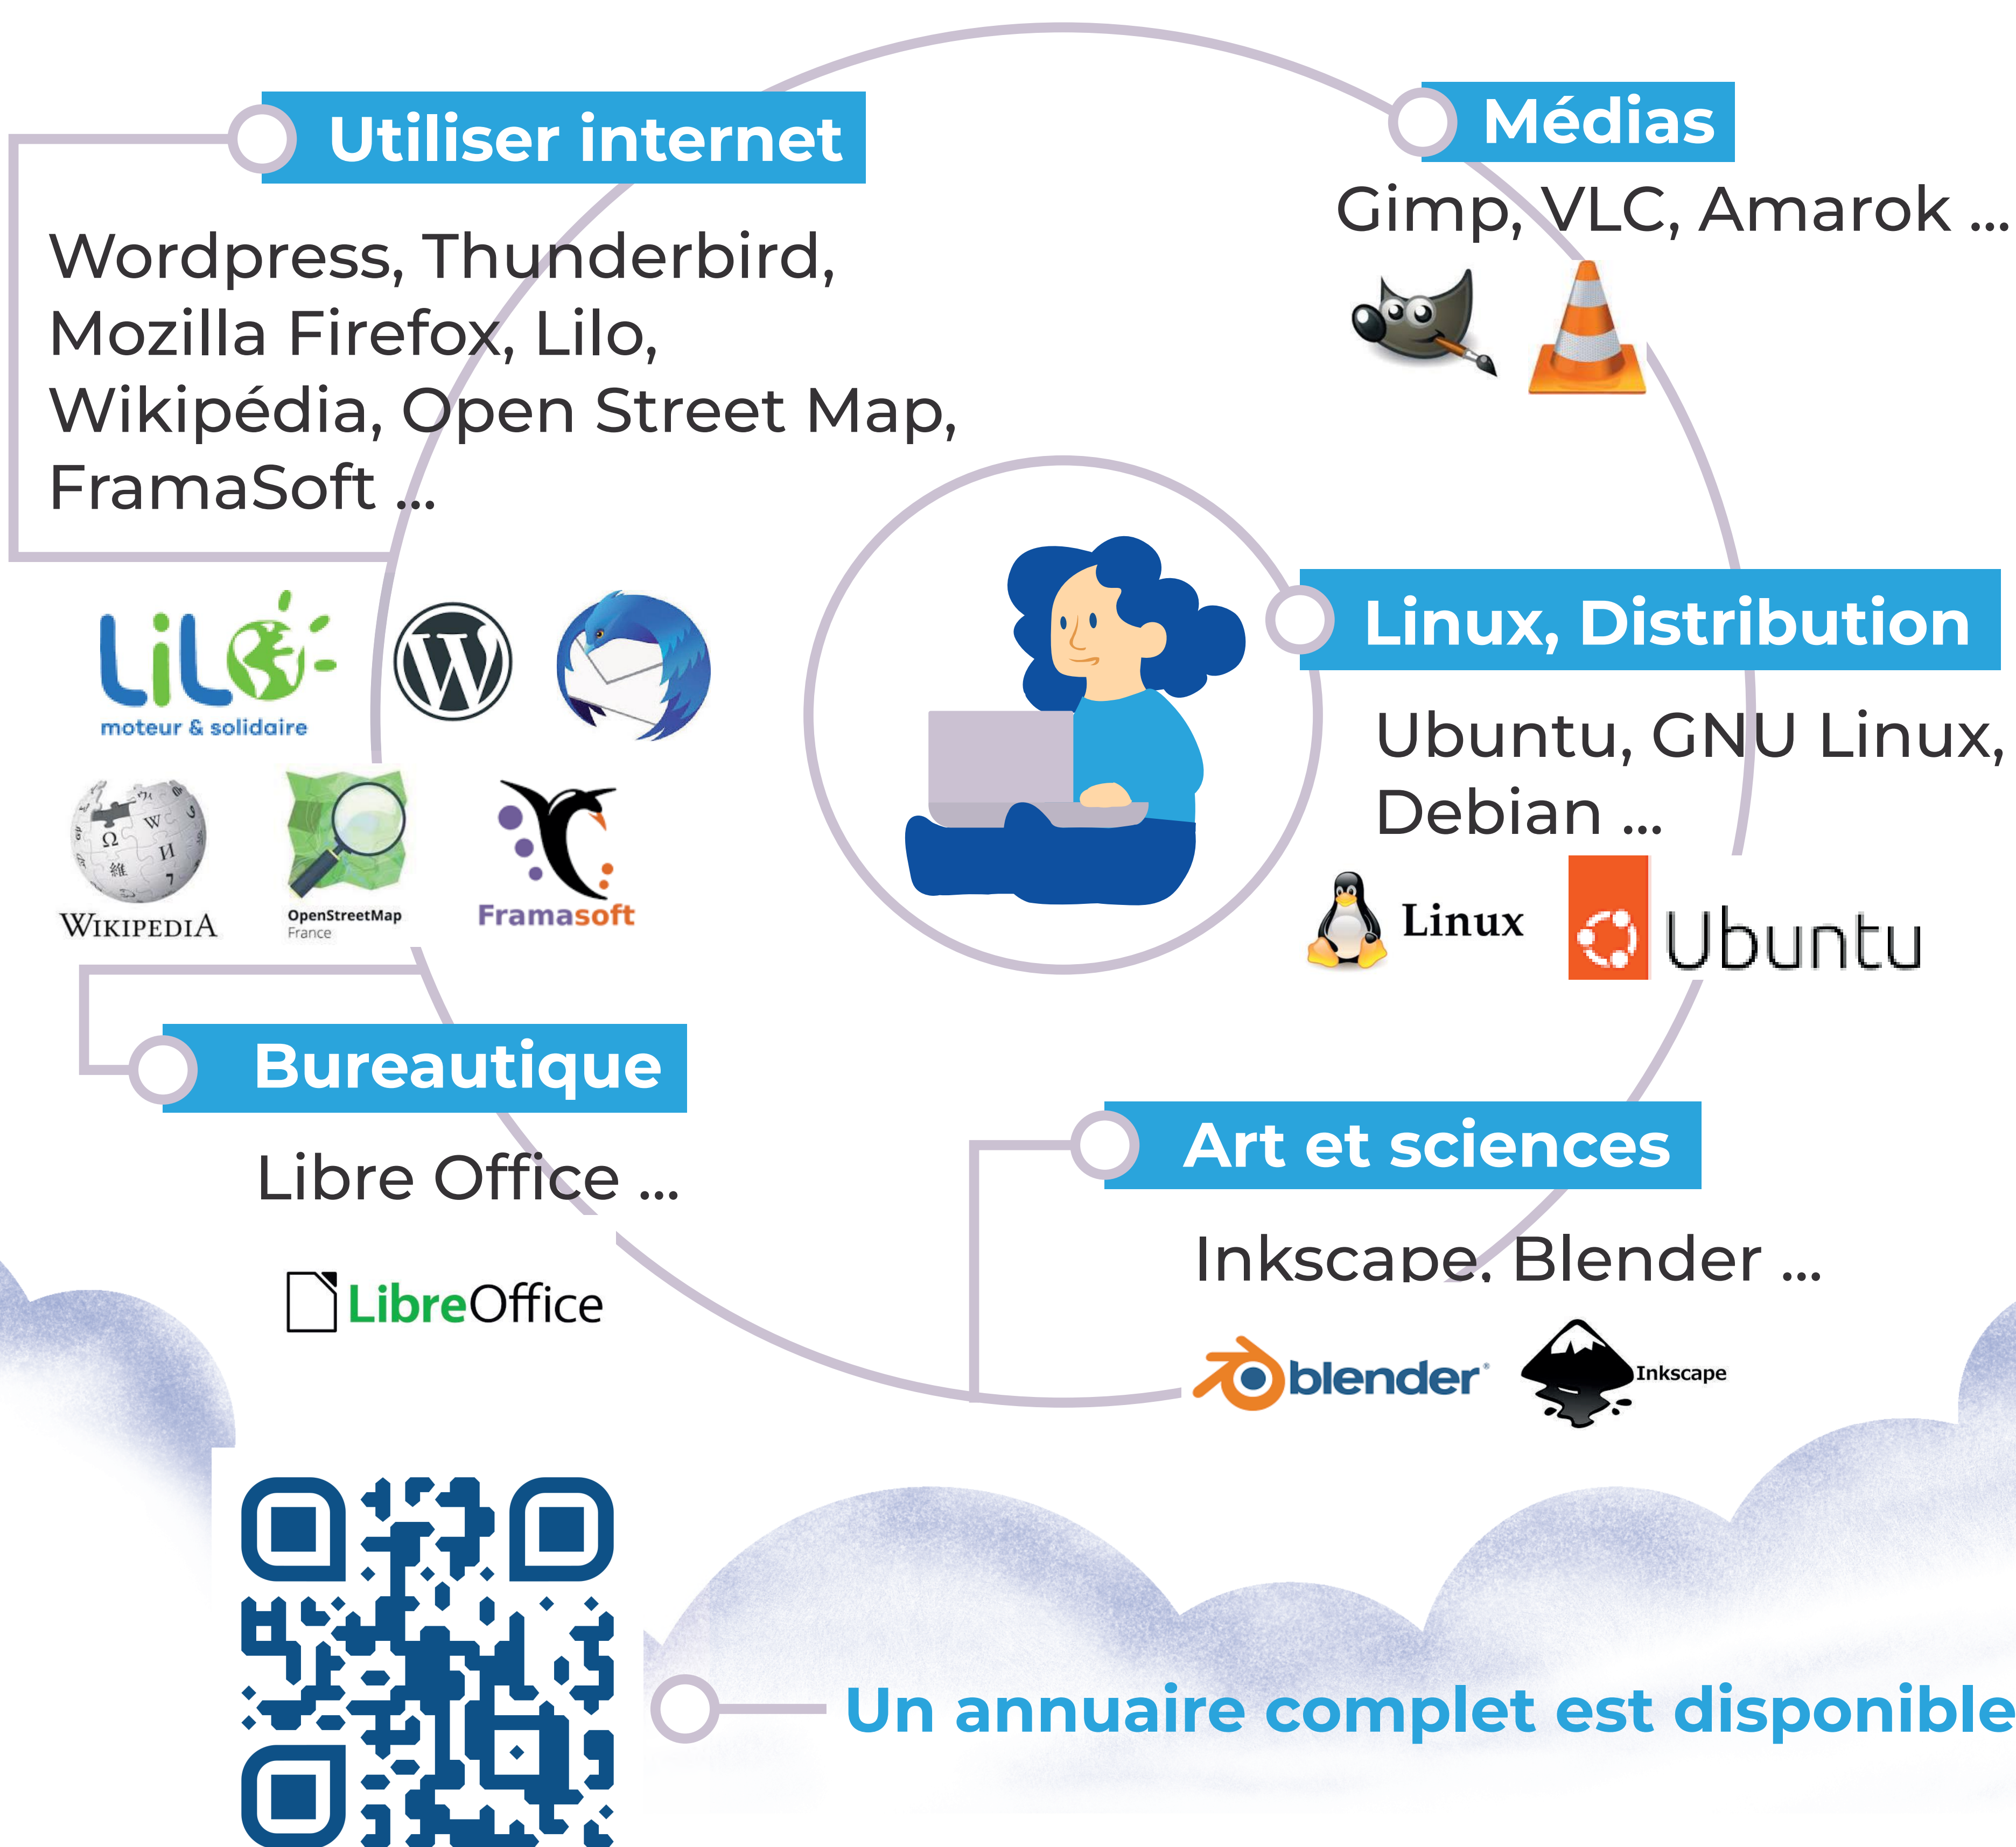 Utiliser internet
Wordpress, Thunderbird,
Mozilla Firefox, Lilo,
Wikipédia, Open Street Map,
FramaSoft ...
LiLO
moteur & solidaire
W
Ω W И 維 7
WIKIPEDIA
OpenStreetMap
France
Framasoft
Médias
Gimp, VLC, Amarok ...
Linux, Distribution
Ubuntu, GNU Linux,
Debian ...
Linux
Ubuntu
Bureautique
Libre Office ...
LibreOffice
Art et sciences
Inkscape, Blender ...
blender®
Inkscape
Un annuaire complet est disponible